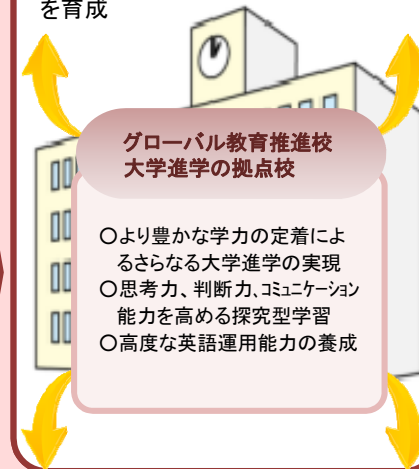 を育成
グローバル教育推進校
大学進学の拠点校
○より豊かな学力の定着によ
るさらなる大学進学の実現
○思考力、判断力、コミュニケーション
能力を高める探究型学習
○高度な英語運用能力の養成